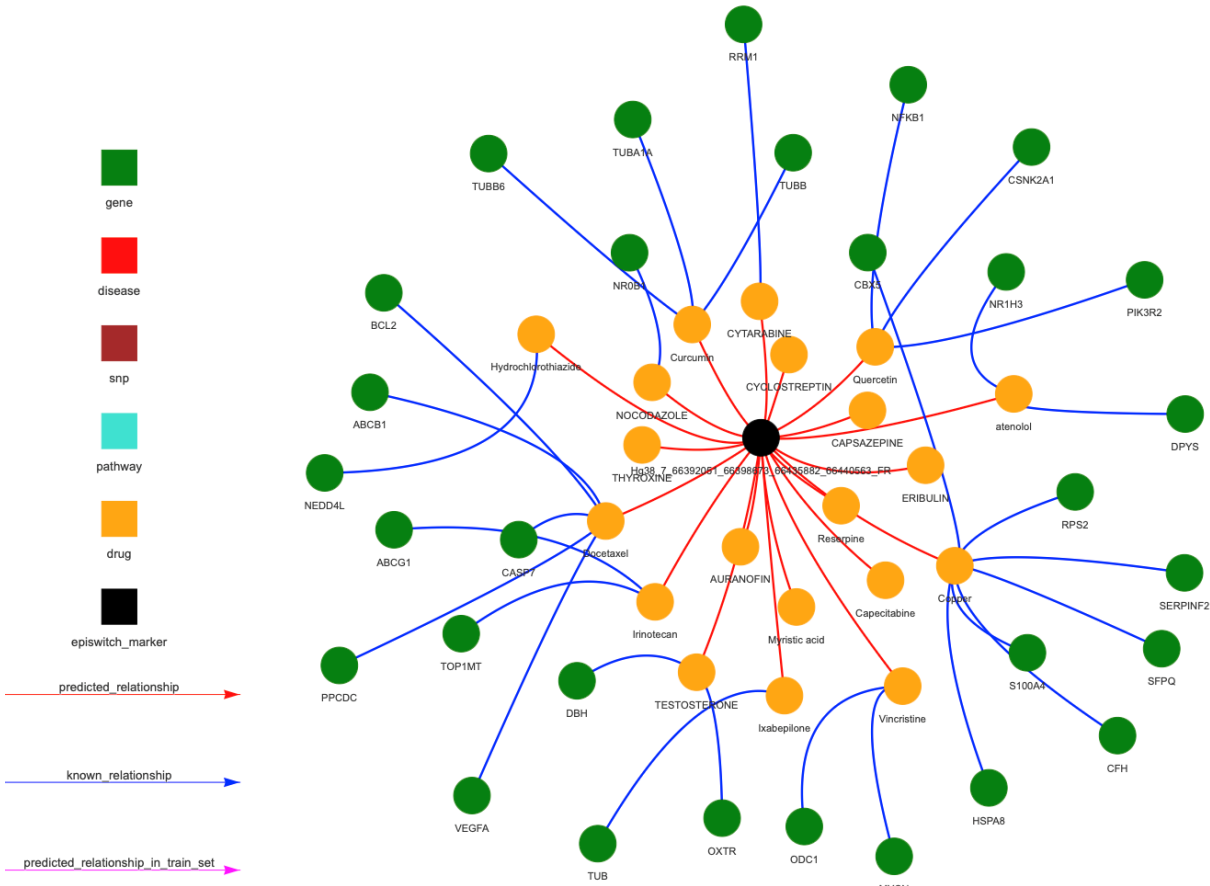 gene
disease
snp
pathway
drug
episwitch_marker
predicted_relationship
known_relationship
predicted_relationship_in_train_set
RRM1
NFKB1
TUBA1A
TUBB6
TUBB
CSNK2A1
NR0B1
CBX5
NR1H3
PIK3R2
BCL2
CYTARABINE
Curcumin
Hydrochlorothiazide
Quercetin
CYCLOSTREPTIN
NOCODAZOLE
ABCB1
CAPSAZEPINE
atenolol
DPYS
Hg38_7_66392051_66398673_66435882_66440563_FR
THYROXINE
NEDD4L
ERIBULIN
RPS2
Reserpine
Docetaxel
ABCG1
CASP7
AURANOFIN
Copper
SERPINF2
Capecitabine
Irinotecan
Myristic acid
TOP1MT
S100A4
SFPQ
PPCDC
TESTOSTERONE
DBH
Ixabepilone
Vincristine
CFH
HSPA8
VEGFA
OXTR
ODC1
TUB